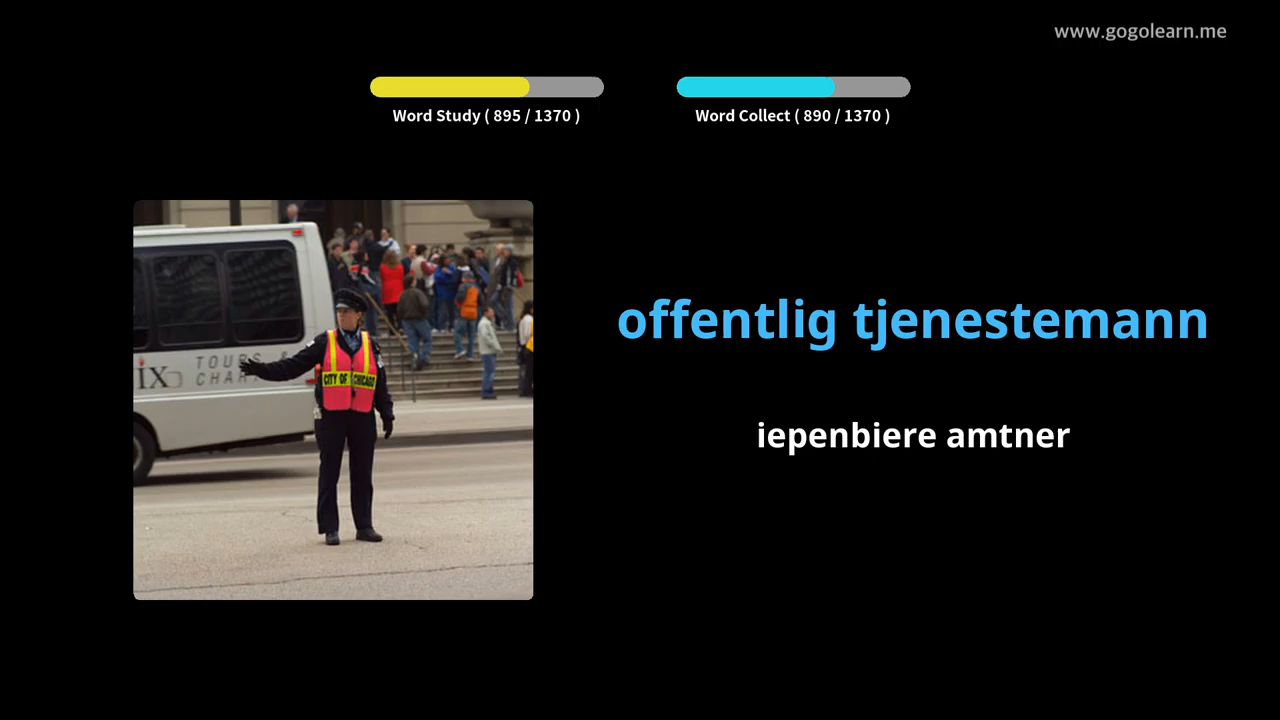 www.gogolearn.me
Word Study ( 895 / 1370 )
Word Collect ( 890 / 1370 )
TOURS &
IX
CITY OF CHICAGO
offentlig tjenestemann
iepenbiere amtner